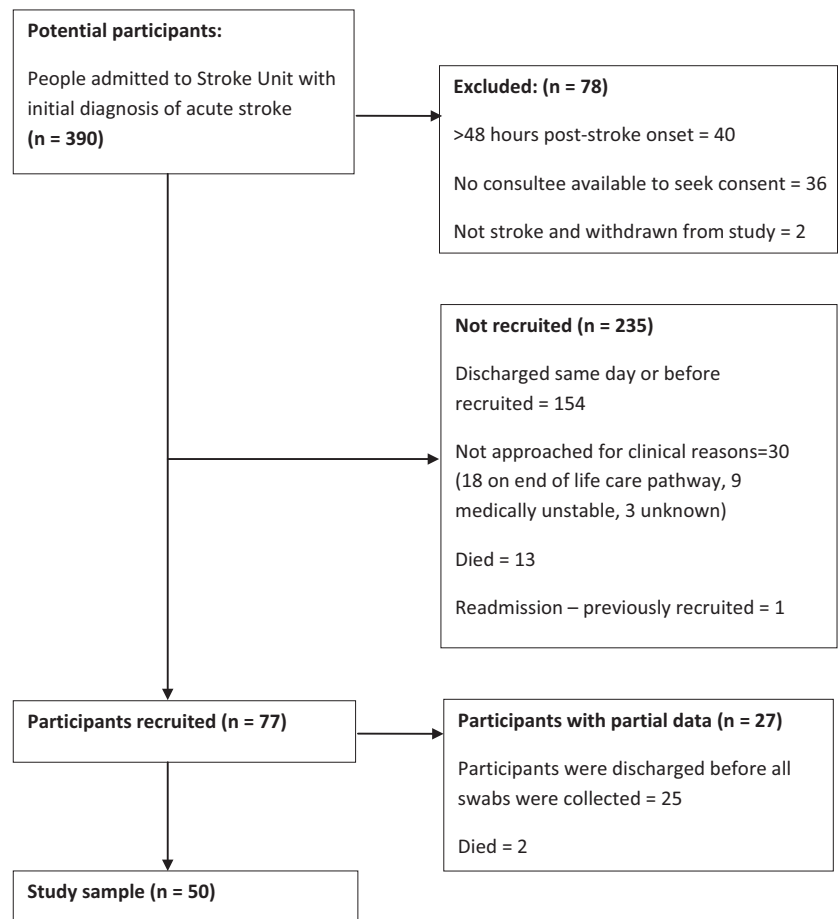 Potential participants:
People admitted to Stroke Unit with
initial diagnosis of acute stroke
(n = 390)
Excluded: (n = 78)
>48 hours post-stroke onset = 40
No consultee available to seek consent = 36
Not stroke and withdrawn from study = 2
Not recruited (n = 235)
Discharged same day or before
recruited = 154
Not approached for clinical reasons=30
(18 on end of life care pathway, 9
medically unstable, 3 unknown)
Died = 13
Readmission – previously recruited = 1
Participants recruited (n = 77)
Participants with partial data (n = 27)
Participants were discharged before all
swabs were collected = 25
Died = 2
Study sample (n = 50)